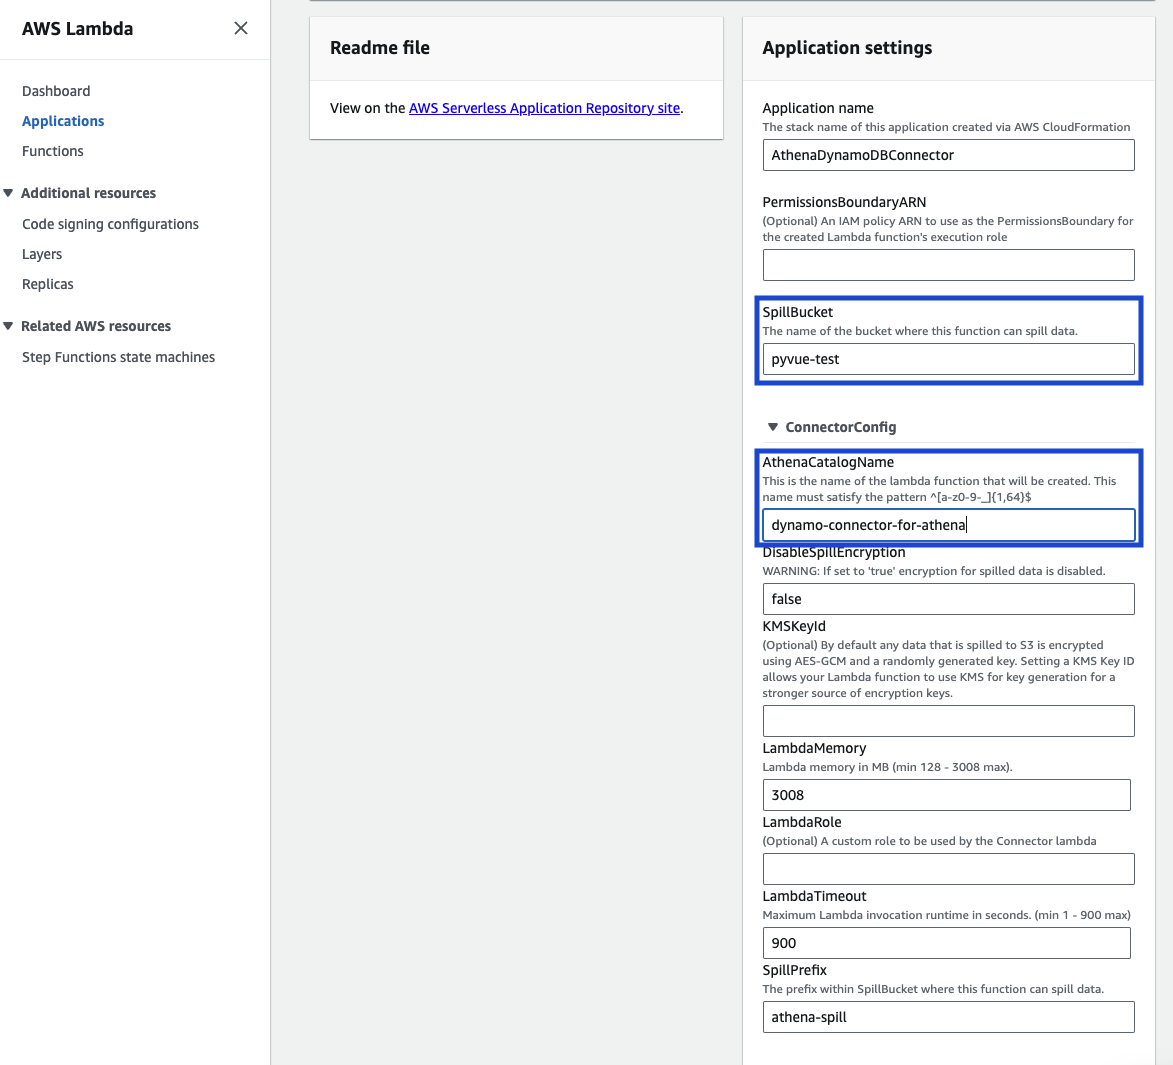 AWS Lambda
Dashboard
Applications
Functions
Additional resources
Code signing configurations
Layers
Replicas
Related AWS resources
Step Functions state machines
Readme file
View on the AWS Serverless Application Repository site.
Application settings
Application name
The stack name of this application created via AWS CloudFormation
AthenaDynamoDBConnector
PermissionsBoundaryARN
(Optional) An IAM policy ARN to use as the PermissionsBoundary for
the created Lambda function's execution role
SpillBucket
The name of the bucket where this function can spill data.
pyvue-test
ConnectorConfig
AthenaCatalogName
This is the name of the lambda function that will be created. This
name must satisfy the pattern ^[a-z0-9-_]{1,64}$
dynamo-connector-for-athena
DisableSpillEncryption
WARNING: If set to 'true' encryption for spilled data is disabled.
false
KMSKeyId
(Optional) By default any data that is spilled to S3 is encrypted
using AES-GCM and a randomly generated key. Setting a KMS Key ID
allows your Lambda function to use KMS for key generation for a
stronger source of encryption keys.
LambdaMemory
Lambda memory in MB (min 128 - 3008 max).
3008
LambdaRole
(Optional) A custom role to be used by the Connector lambda
LambdaTimeout
Maximum Lambda invocation runtime in seconds. (min 1 - 900 max)
900
SpillPrefix
The prefix within SpillBucket where this function can spill data.
athena-spill